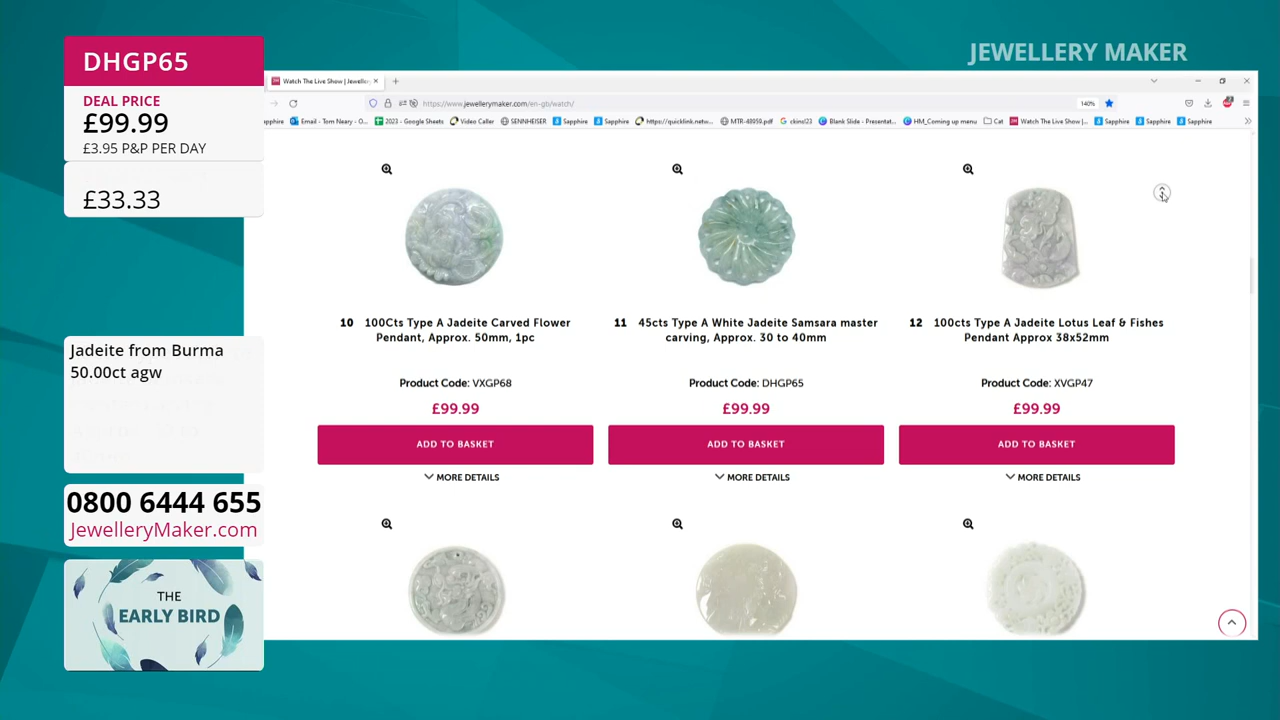 DHGP65
DEAL PRICE
£99.99
£3.95 P&P PER DAY
£33.33
Jadeite from Burma
50.00ct agw
0800 6444 655
JewelleryMaker.com
THE
EARLY BIRD
JEWELLERY MAKER
Watch The Live Show | Jewelle
https://www.jewellerymaker.com/en-gb/watch/
140%
apphire
Email - Tom Neary - O...
2023 - Google Sheets
Video Caller
SENNHEISER
Sapphire
Sapphire
https://quicklink.netw...
MTR-48959.pdf
ckins!23
Blank Slide - Presentat...
HM_Coming up menu
Cat
Watch The Live Show |...
Sapphire
Sapphire
Sapphire
10 100Cts Type A Jadeite Carved Flower
Pendant, Approx. 50mm, 1pc
Product Code: VXGP68
£99.99
ADD TO BASKET
MORE DETAILS
11 45cts Type A White Jadeite Samsara master
carving, Approx. 30 to 40mm
Product Code: DHGP65
£99.99
ADD TO BASKET
MORE DETAILS
12 100cts Type A Jadeite Lotus Leaf & Fishes
Pendant Approx 38x52mm
Product Code: XVGP47
£99.99
ADD TO BASKET
MORE DETAILS